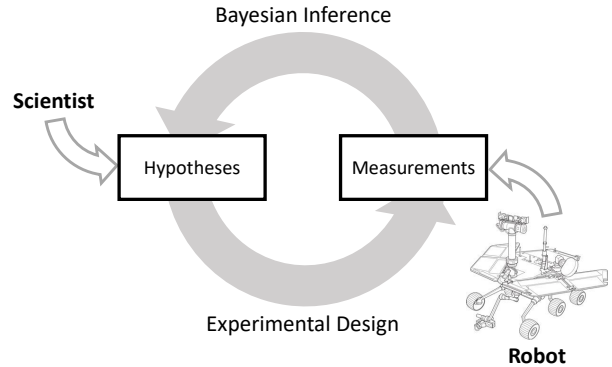 Bayesian Inference
Scientist
Hypotheses
Measurements
Experimental Design
Robot